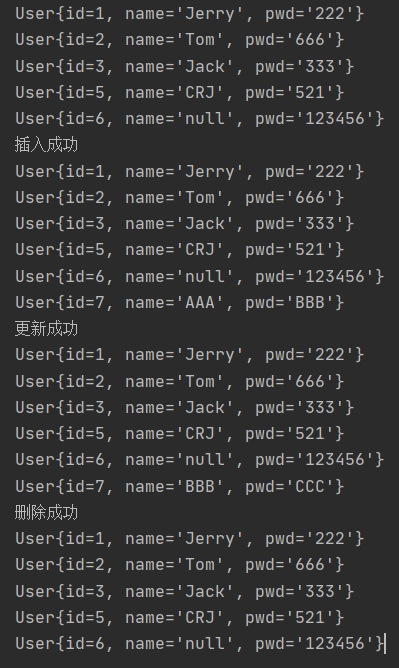 User{id=1, name='Jerry', pwd='222'}
User{id=2, name='Tom', pwd='666'}
User{id=3, name='Jack', pwd='333'}
User{id=5, name='CRJ', pwd='521'}
User{id=6, name='null', pwd='123456'}
插入成功
User{id=1, name='Jerry', pwd='222'}
User{id=2, name='Tom', pwd='666'}
User{id=3, name='Jack', pwd='333'}
User{id=5, name='CRJ', pwd='521'}
User{id=6, name='null', pwd='123456'}
User{id=7, name='AAA', pwd='BBB'}
更新成功
User{id=1, name='Jerry', pwd='222'}
User{id=2, name='Tom', pwd='666'}
User{id=3, name='Jack', pwd='333'}
User{id=5, name='CRJ', pwd='521'}
User{id=6, name='null', pwd='123456'}
User{id=7, name='BBB', pwd='CCC'}
删除成功
User{id=1, name='Jerry', pwd='222'}
User{id=2, name='Tom', pwd='666'}
User{id=3, name='Jack', pwd='333'}
User{id=5, name='CRJ', pwd='521'}
User{id=6, name='null', pwd='123456'}